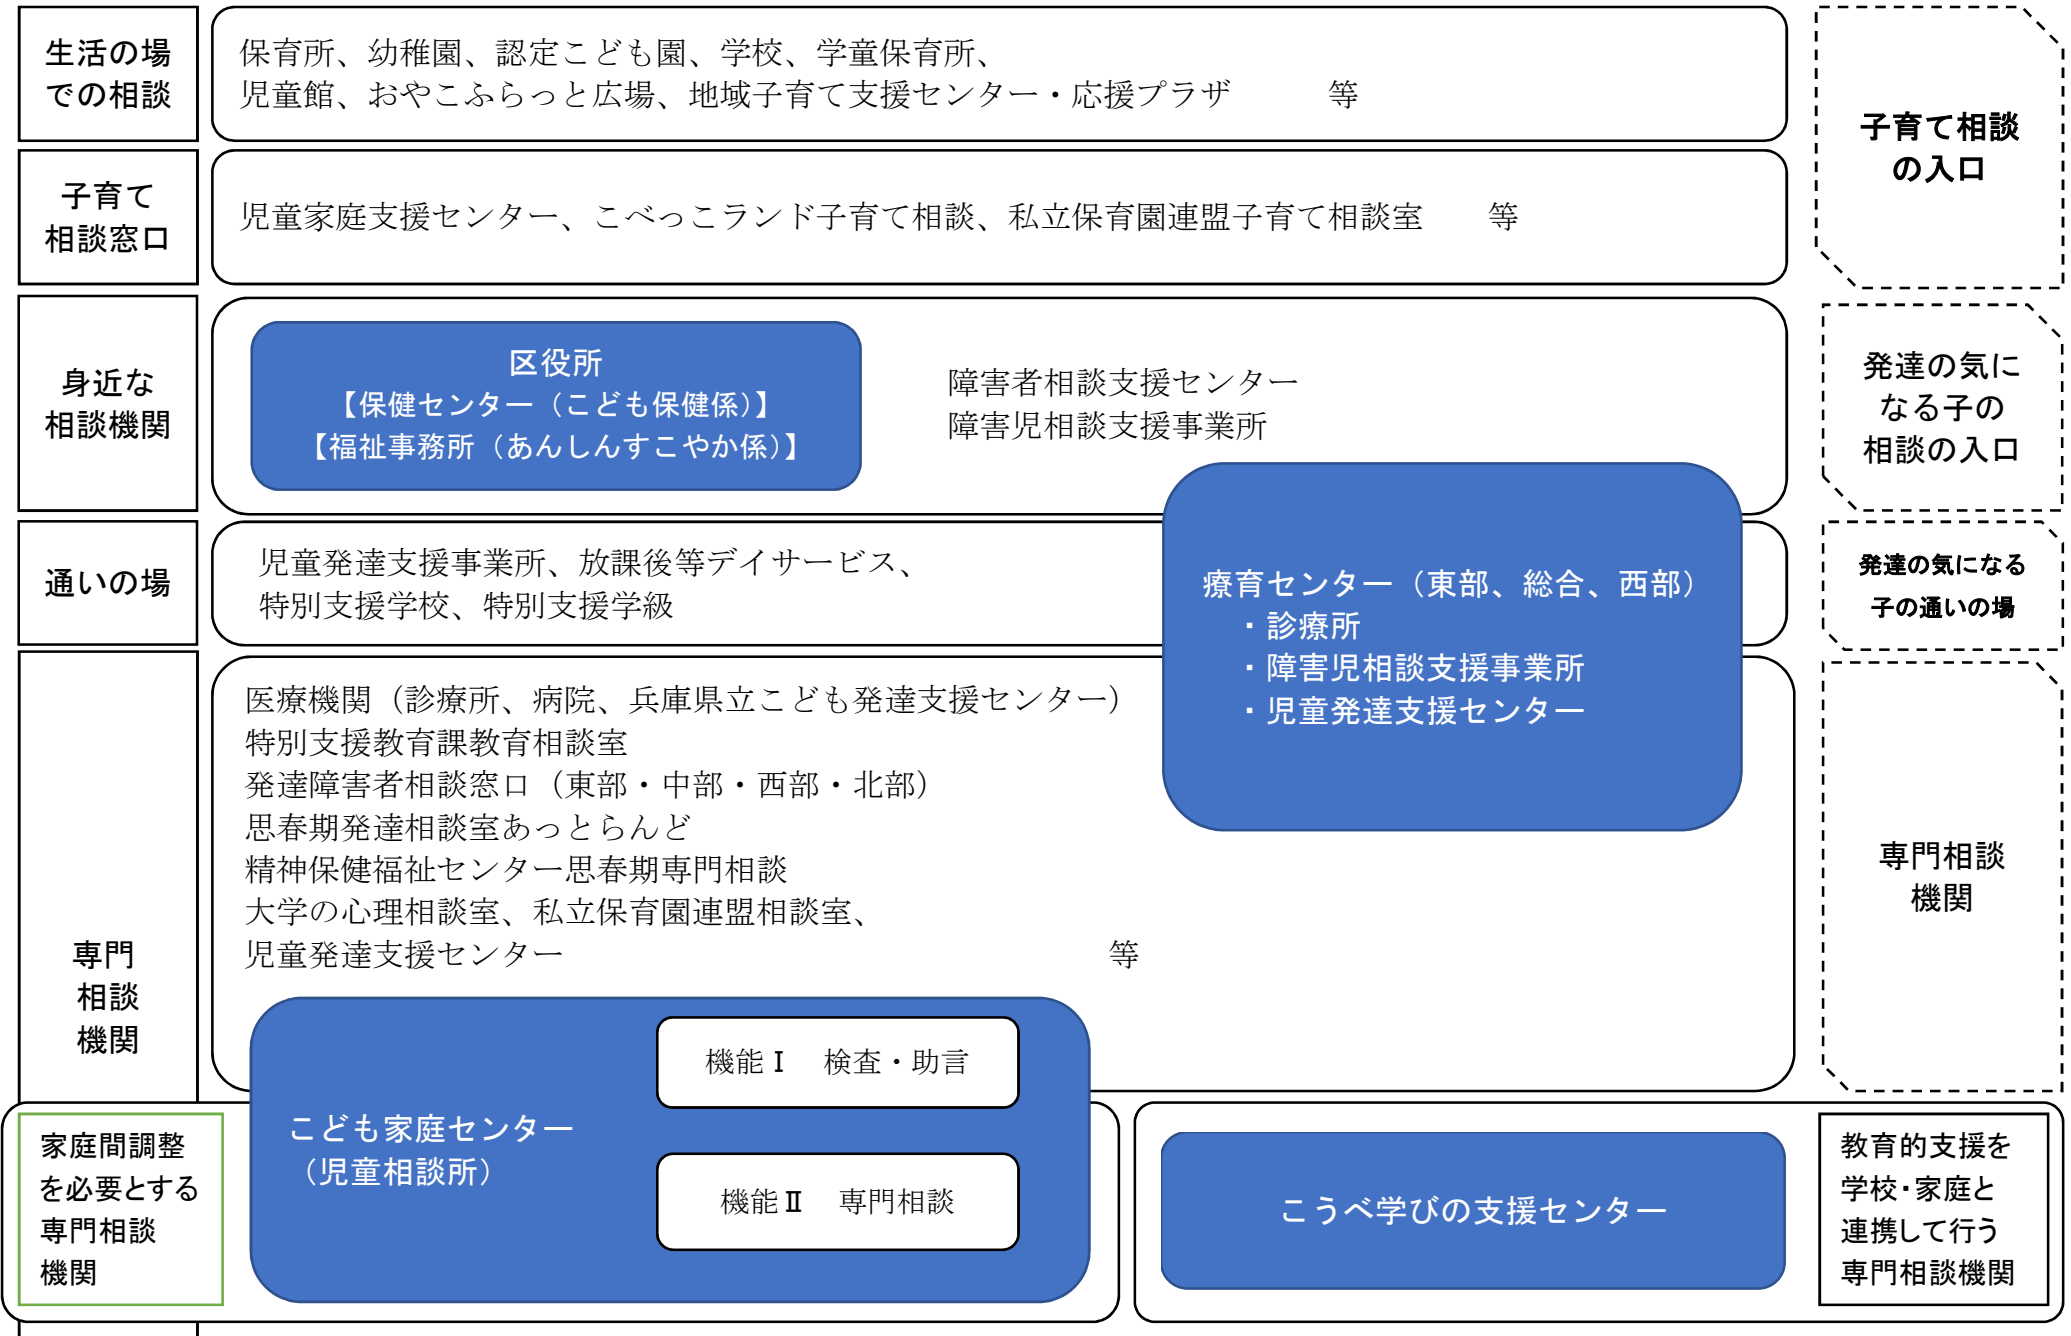 生活の場
での相談
保育所、幼稚園、認定こども園、学校、学童保育所、
児童館、おやこふらっと広場、地域子育て支援センター・応援プラザ　　　等
子育て相談
の入口
子育て
相談窓口
児童家庭支援センター、こべっこランド子育て相談、私立保育園連盟子育て相談室　　等
身近な
相談機関
区役所
【保健センター（こども保健係）】
【福祉事務所（あんしんすこやか係）】
障害者相談支援センター
障害児相談支援事業所
発達の気に
なる子の
相談の入口
通いの場
児童発達支援事業所、放課後等デイサービス、
特別支援学校、特別支援学級
療育センター（東部、総合、西部）
・診療所
・障害児相談支援事業所
・児童発達支援センター
発達の気になる
子の通いの場
専門
相談
機関
医療機関（診療所、病院、兵庫県立こども発達支援センター）
特別支援教育課教育相談室
発達障害者相談窓口（東部・中部・西部・北部）
思春期発達相談室あっとらんど
精神保健福祉センター思春期専門相談
大学の心理相談室、私立保育園連盟相談室、
児童発達支援センター　　　等
専門相談
機関
家庭間調整
を必要とする
専門相談
機関
こども家庭センター
（児童相談所）
機能Ⅰ　検査・助言
機能Ⅱ　専門相談
こうべ学びの支援センター
教育的支援を
学校・家庭と
連携して行う
専門相談機関